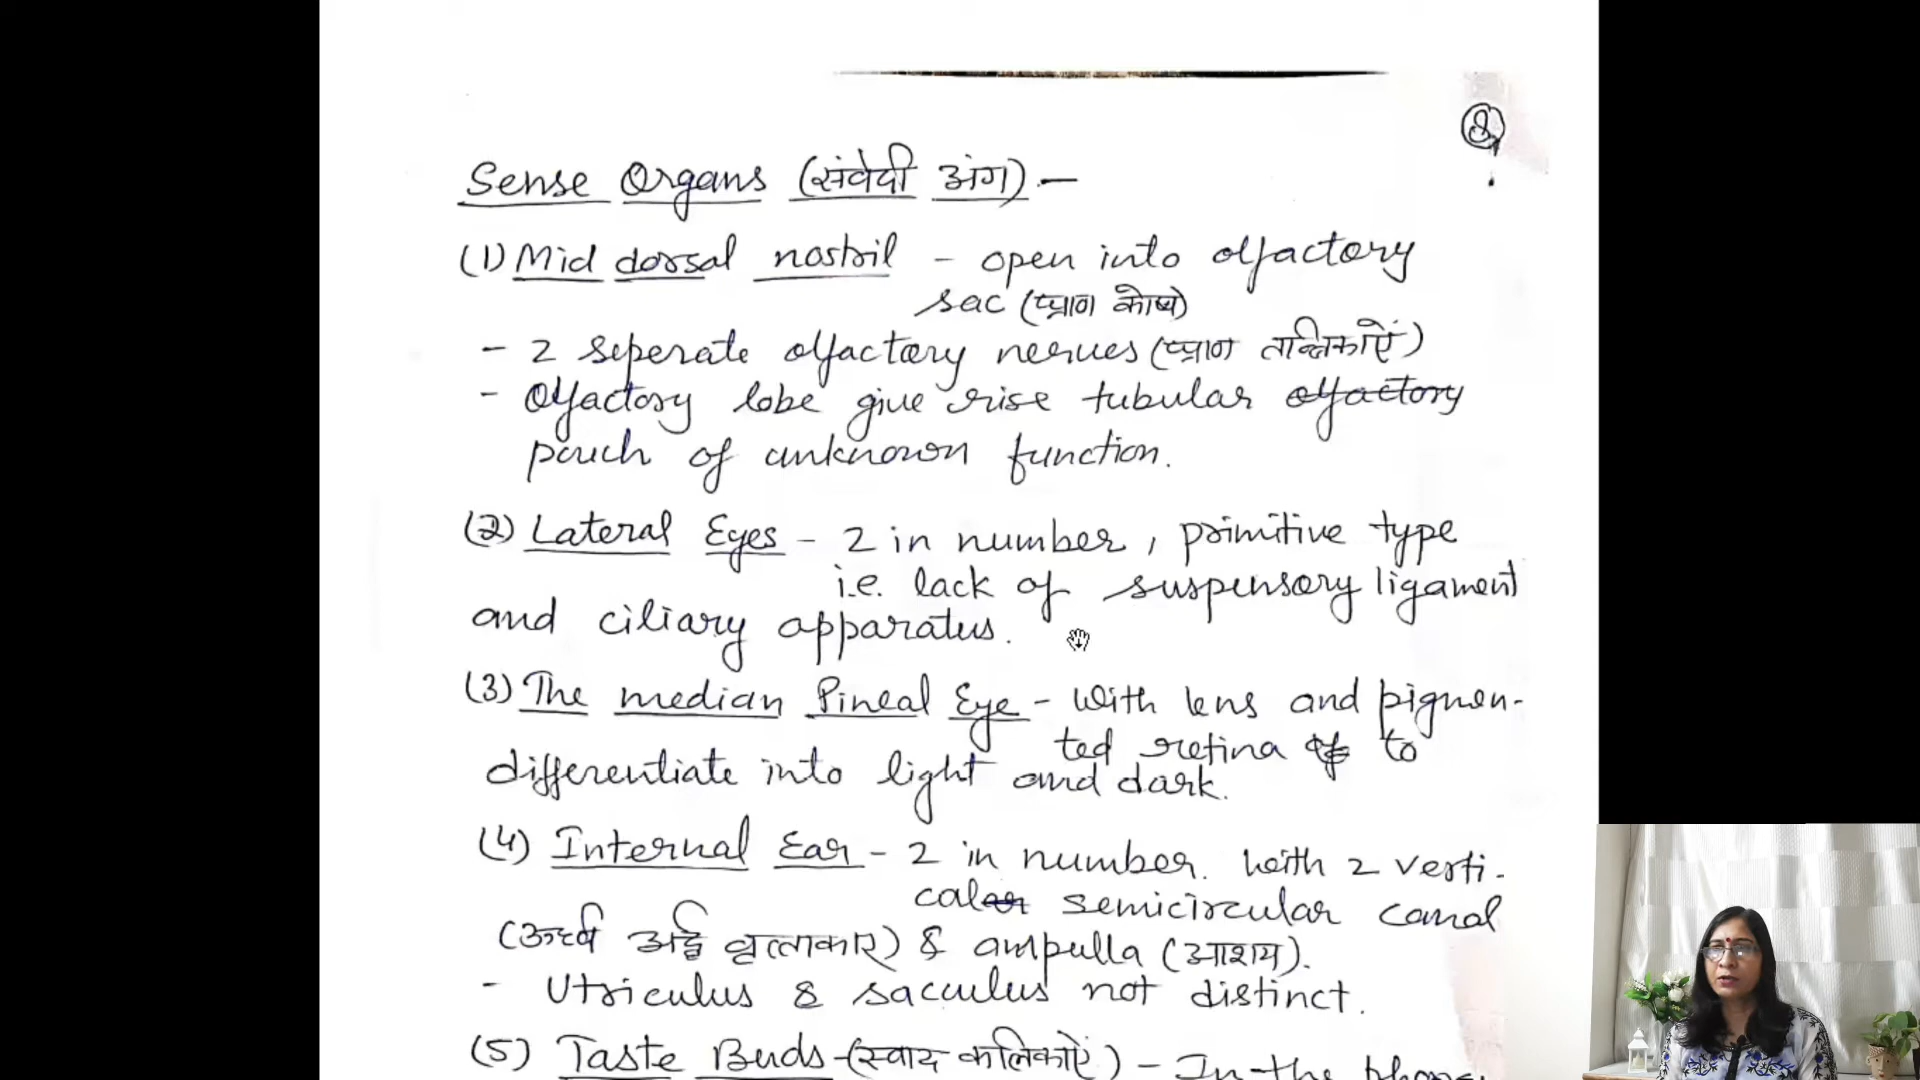 8
Sense Organs (संवेदी अंग) –
(1) Mid dorsal nostril – open into olfactory
sac (घ्राण कोष)
– 2 seperate olfactory nerves (घ्राण तन्त्रिकाऐं)
– Olfactory lobe give rise tubular olfactory
pouch of unknown function.
(2) Lateral Eyes – 2 in number, primitive type
i.e. lack of suspensory ligament
and ciliary apparatus.
(3) The median Pineal Eye – With lens and pigmen-
ted retina to
differentiate into light and dark.
(4) Internal Ear – 2 in number. With 2 verti-
cal semicircular canal
(ऊर्ध्व अर्द्ध वृत्ताकार) & ampulla (आशय).
– Utriculus & sacculus not distinct.
(5) Taste Buds – (स्वाद कलिकाऐं) – In the